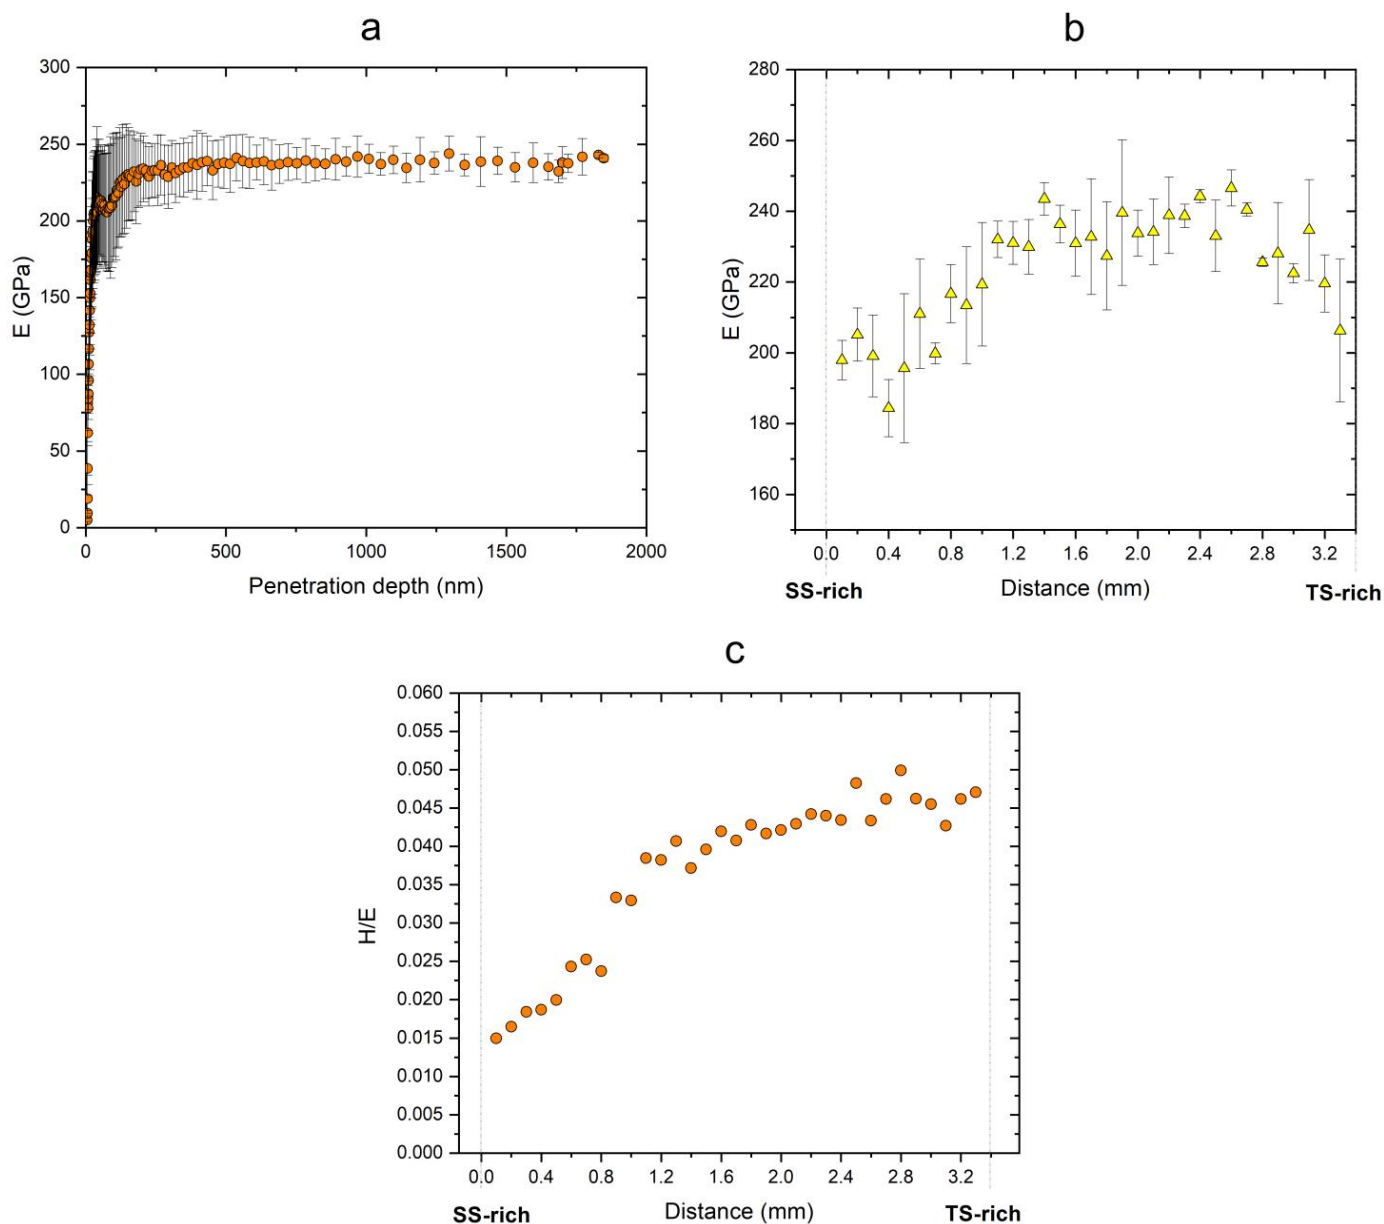 a
300
250
200
150
100
50
0
E (GPa)
0 500 1000 1500 2000
Penetration depth (nm)
b
280
260
240
220
200
180
160
E (GPa)
0.0 0.4 0.8 1.2 1.6 2.0 2.4 2.8 3.2
SS-rich Distance (mm) TS-rich
c
0.060
0.055
0.050
0.045
0.040
0.035
0.030
0.025
0.020
0.015
0.010
0.005
0.000
H/E
0.0 0.4 0.8 1.2 1.6 2.0 2.4 2.8 3.2
SS-rich Distance (mm) TS-rich